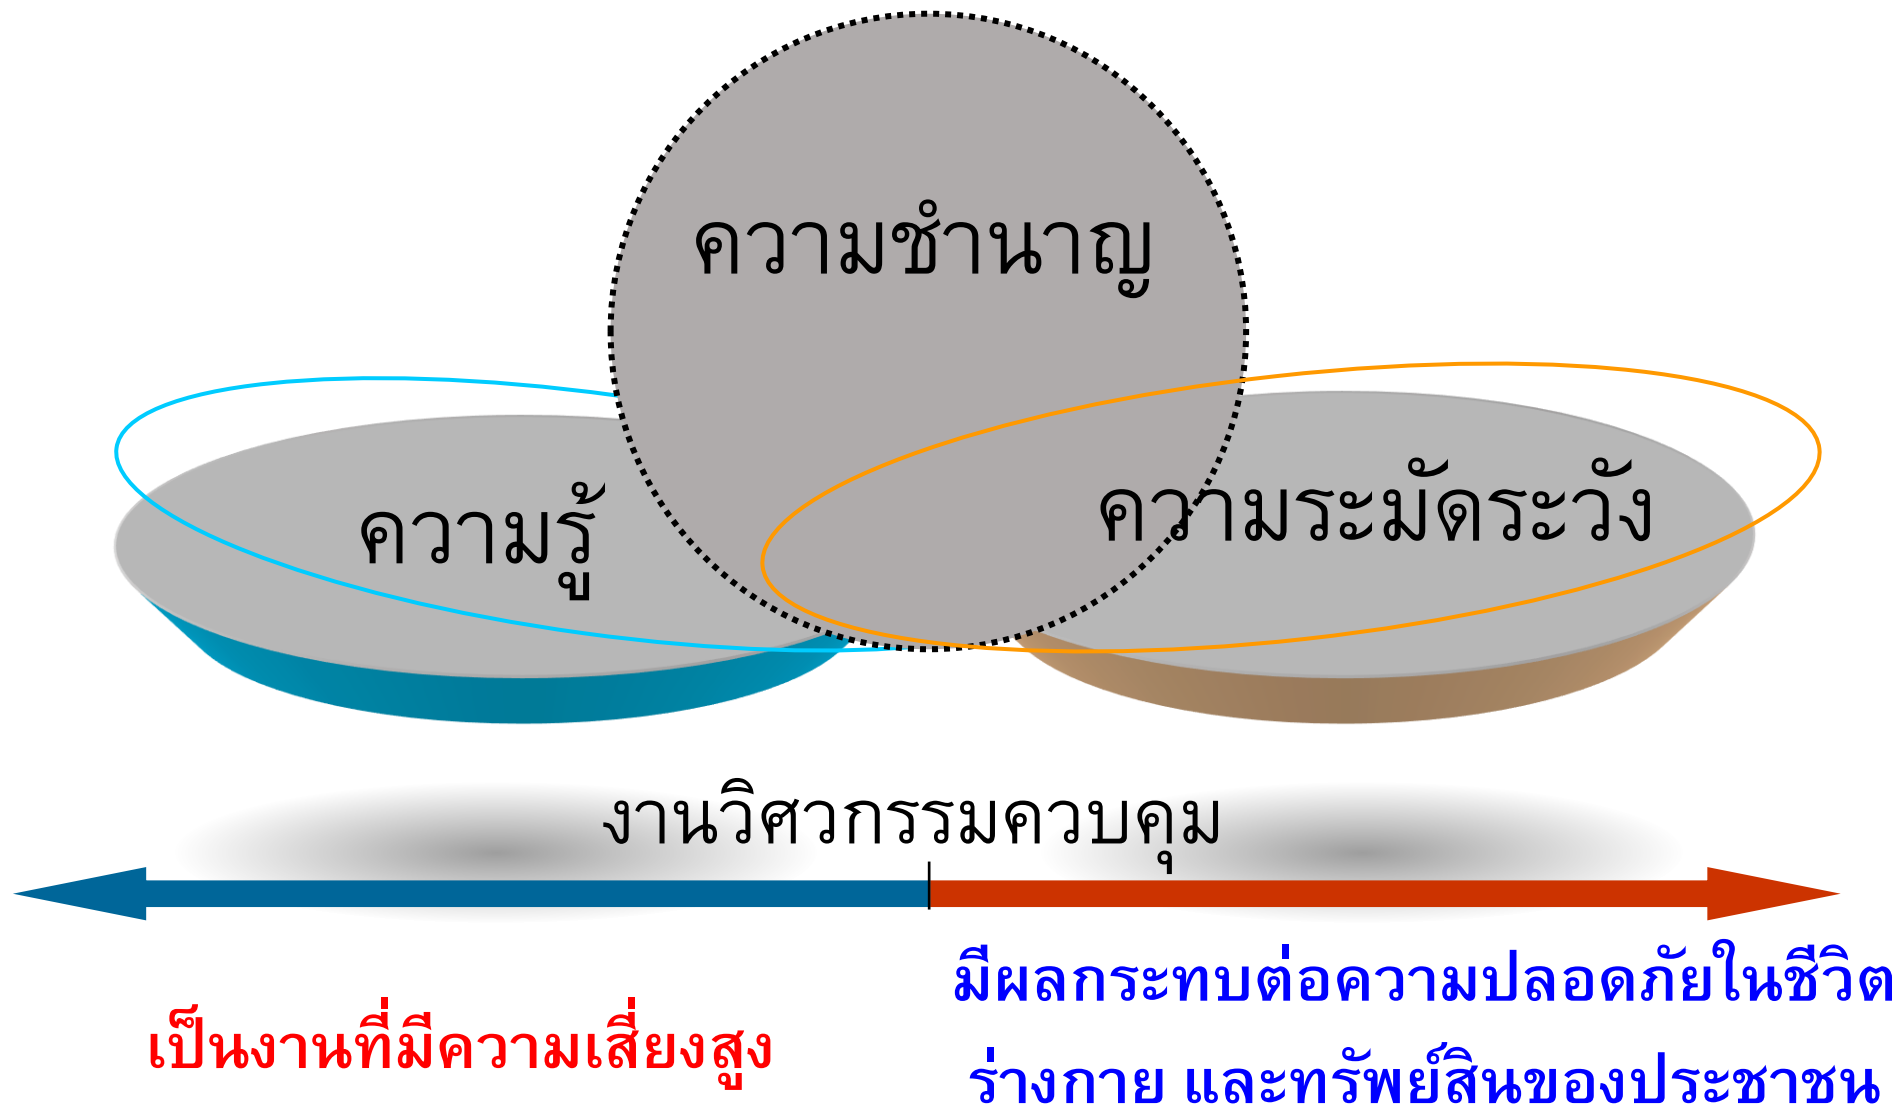 ความชำนาญ
ความรู้
ความระมัดระวัง
งานวิศวกรรมควบคุม
เป็นงานที่มีความเสี่ยงสูง
มีผลกระทบต่อความปลอดภัยในชีวิต
ร่างกาย และทรัพย์สินของประชาชน